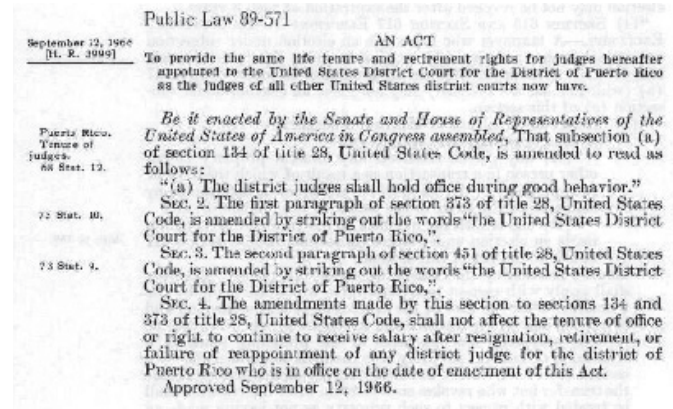 Public Law 89-571
September 12, 1966
[H. R. 3999]
AN ACT
To provide the same life tenure and retirement rights for judges hereafter
appointed to the United States District Court for the District of Puerto Rico
as the judges of all other United States district courts now have.
Puerto Rico.
Tenure of
judges.
68 Stat. 12.
Be it enacted by the Senate and House of Representatives of the
United States of America in Congress assembled, That subsection (a)
of section 134 of title 28, United States Code, is amended to read as
follows:
"(a) The district judges shall hold office during good behavior."
SEC. 2. The first paragraph of section 373 of title 28, United States
Code, is amended by striking out the words "the United States District
Court for the District of Puerto Rico,".
Stat. 10.
SEC. 3. The second paragraph of section 451 of title 28, United States
Code, is amended by striking out the words "the United States District
Court for the District of Puerto Rico,".
73 Stat. 9.
SEC. 4. The amendments made by this section to sections 134 and
373 of title 28, United States Code, shall not affect the tenure of office
or right to continue to receive salary after resignation, retirement, or
failure of reappointment of any district judge for the district of
Puerto Rico who is in office on the date of enactment of this Act.
Approved September 12, 1966.